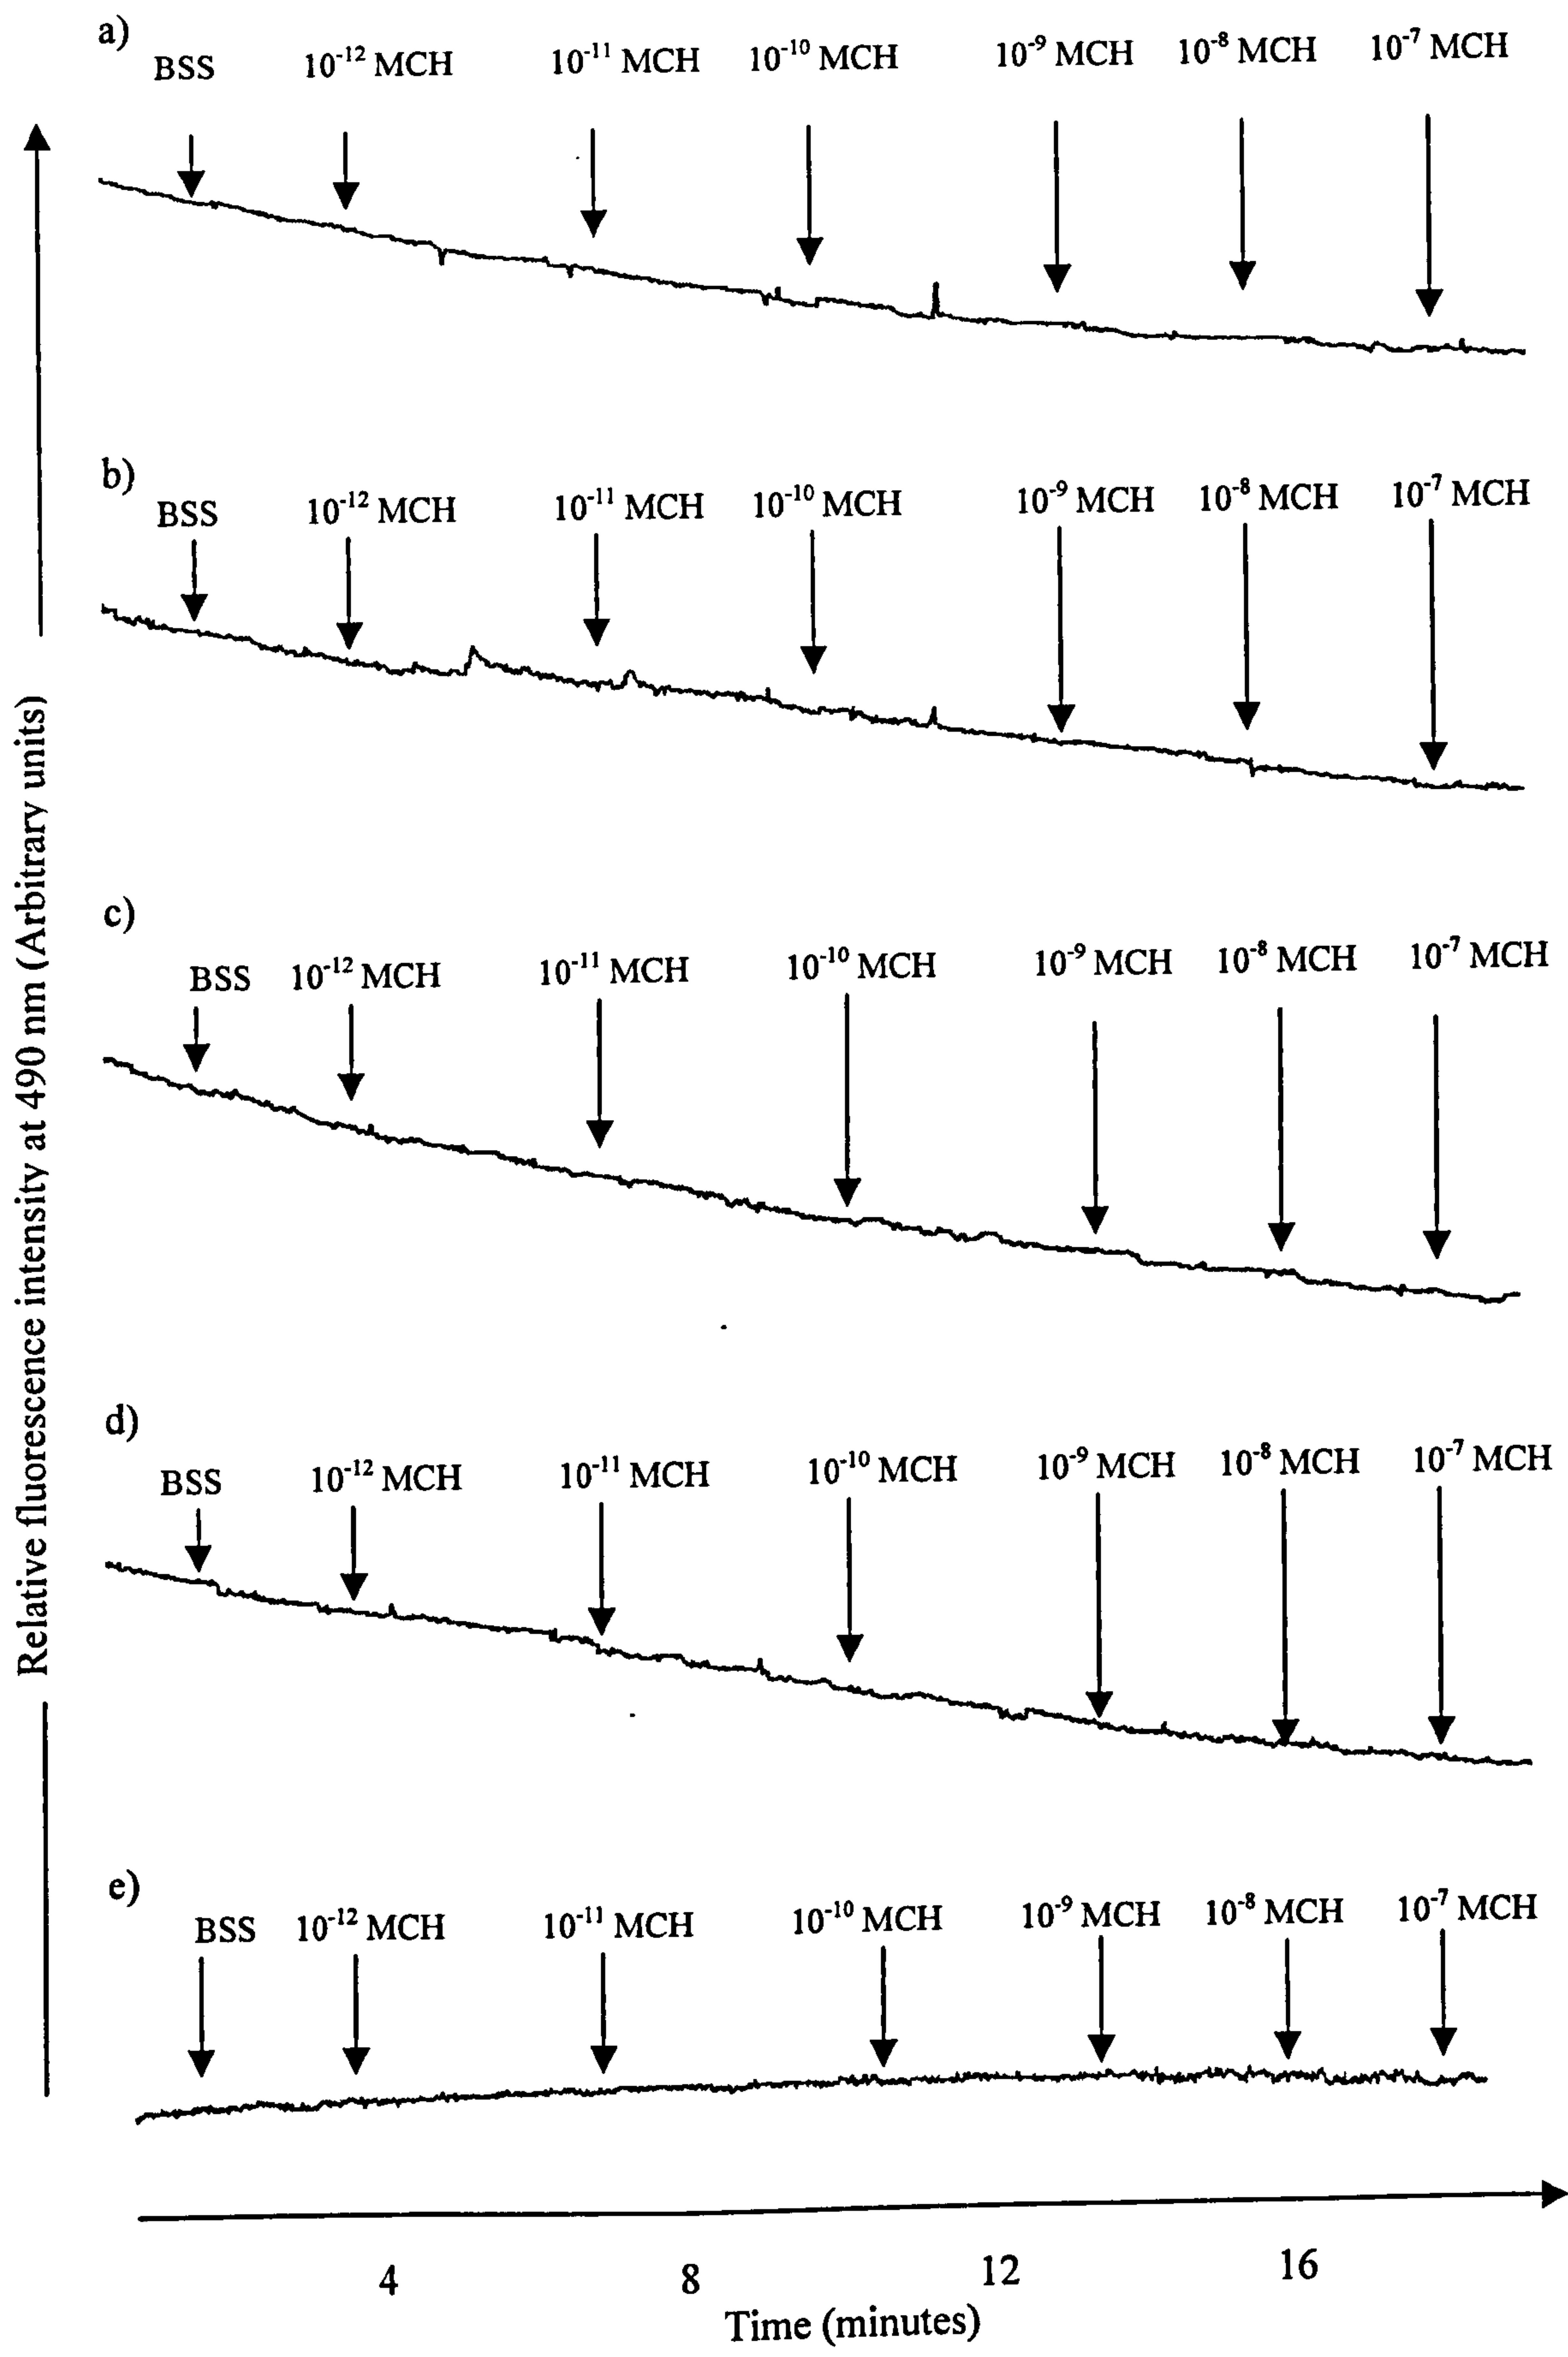 a)
BSS 10⁻¹² MCH 10⁻¹¹ MCH 10⁻¹⁰ MCH 10⁻⁹ MCH 10⁻⁸ MCH 10⁻⁷ MCH
b)
BSS 10⁻¹² MCH 10⁻¹¹ MCH 10⁻¹⁰ MCH 10⁻⁹ MCH 10⁻⁸ MCH 10⁻⁷ MCH
c)
BSS 10⁻¹² MCH 10⁻¹¹ MCH 10⁻¹⁰ MCH 10⁻⁹ MCH 10⁻⁸ MCH 10⁻⁷ MCH
d)
BSS 10⁻¹² MCH 10⁻¹¹ MCH 10⁻¹⁰ MCH 10⁻⁹ MCH 10⁻⁸ MCH 10⁻⁷ MCH
e)
BSS 10⁻¹² MCH 10⁻¹¹ MCH 10⁻¹⁰ MCH 10⁻⁹ MCH 10⁻⁸ MCH 10⁻⁷ MCH
Relative fluorescence intensity at 490 nm (Arbitrary units)
4 8 12 16
Time (minutes)